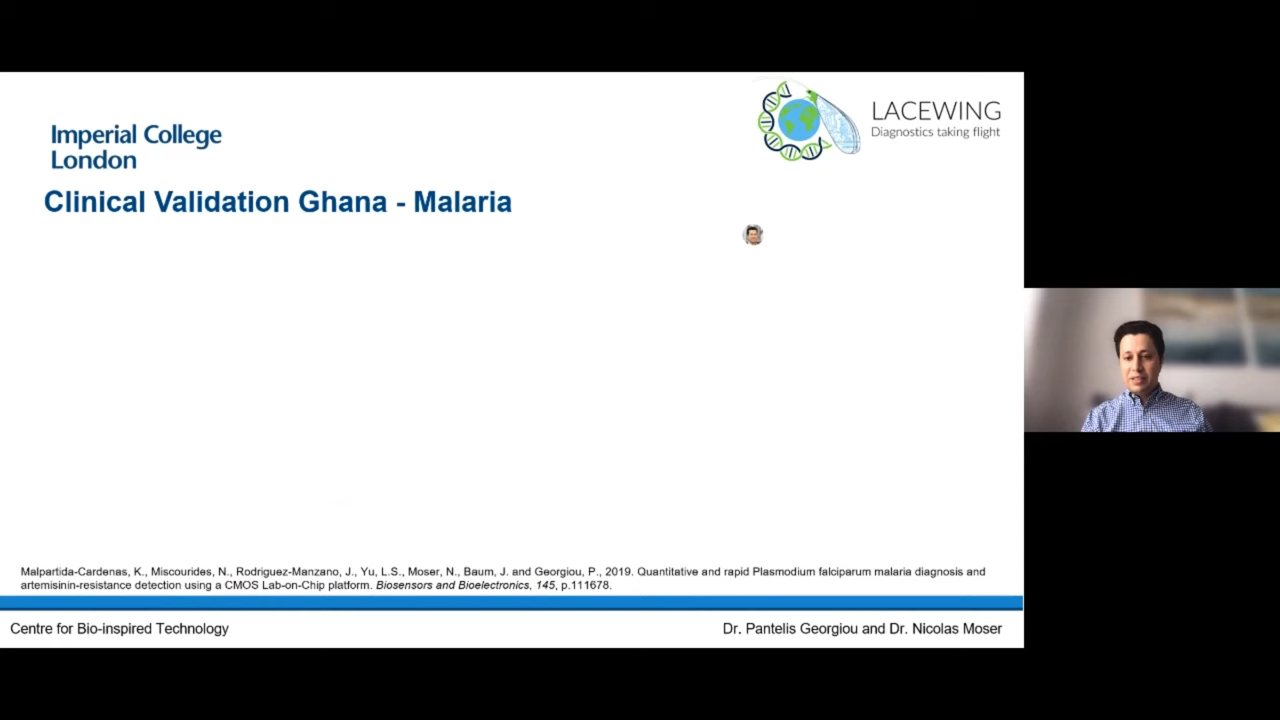 Imperial College
London
LACEWING
Diagnostics taking flight
Clinical Validation Ghana - Malaria
Malpartida-Cardenas, K., Miscourides, N., Rodriguez-Manzano, J., Yu, L.S., Moser, N., Baum, J. and Georgiou, P., 2019. Quantitative and rapid Plasmodium falciparum malaria diagnosis and
artemisinin-resistance detection using a CMOS Lab-on-Chip platform. Biosensors and Bioelectronics, 145, p.111678.
Centre for Bio-inspired Technology
Dr. Pantelis Georgiou and Dr. Nicolas Moser